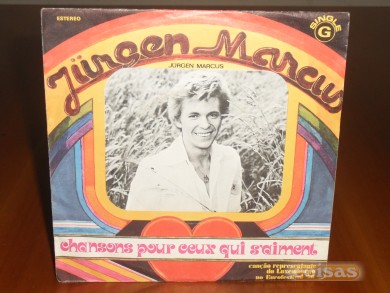 ESTEREO
SINGLE
G
Jürgen Marcus
JÜRGEN MARCUS
chansons pour ceux qui s'aiment
canção representante
do Luxemburgo
no Eurofestival